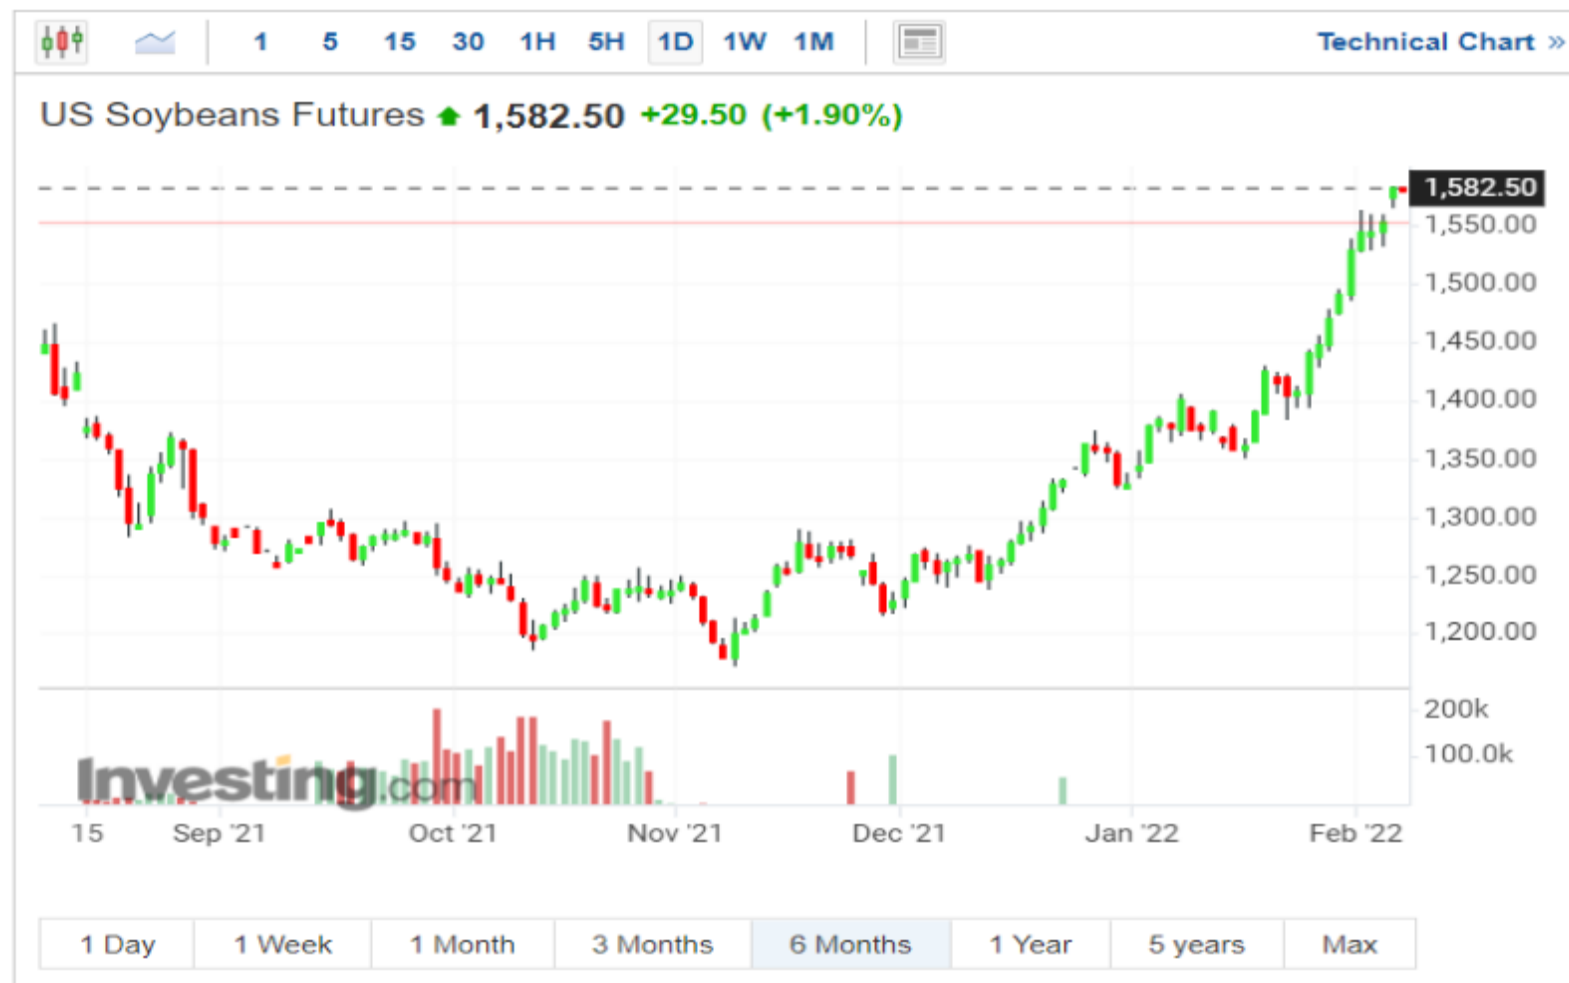 1 5 15 30 1H 5H 1D 1W 1M Technical Chart »
US Soybeans Futures 1,582.50 +29.50 (+1.90%)
1,582.50
1,550.00
1,500.00
1,450.00
1,400.00
1,350.00
1,300.00
1,250.00
1,200.00
200k
100.0k
Investing.com
15 Sep '21 Oct '21 Nov '21 Dec '21 Jan '22 Feb '22
1 Day 1 Week 1 Month 3 Months 6 Months 1 Year 5 years Max